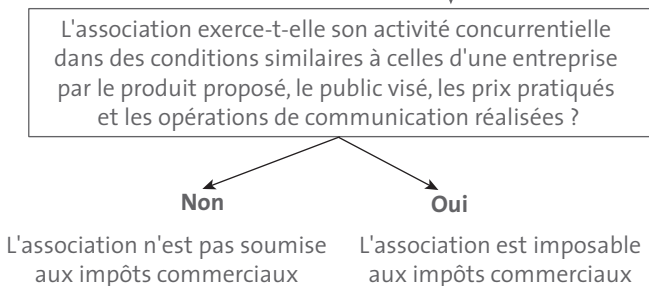 L'association exerce-t-elle son activité concurrentielle
dans des conditions similaires à celles d'une entreprise
par le produit proposé, le public visé, les prix pratiqués
et les opérations de communication réalisées ?
Non
Oui
L'association n'est pas soumise
aux impôts commerciaux
L'association est imposable
aux impôts commerciaux